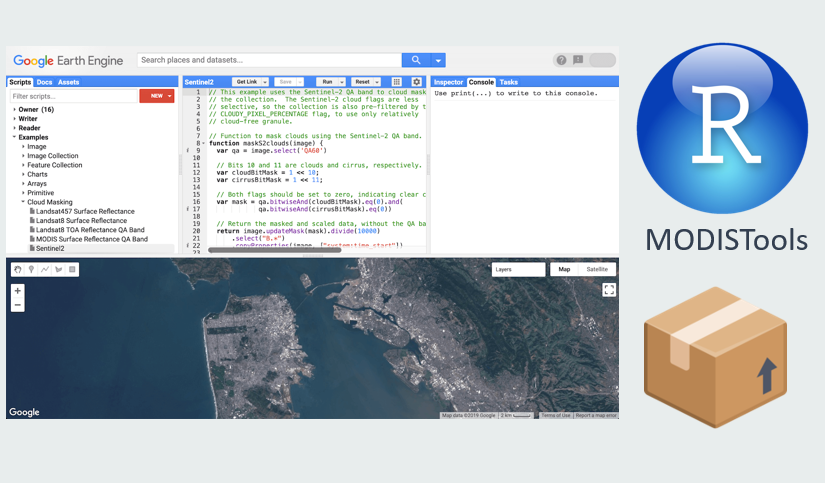 Google Earth Engine
Search places and datasets...
Scripts Docs Assets
Filter scripts...
NEW
Owner (16)
Writer
Reader
Examples
Image
Image Collection
Feature Collection
Charts
Arrays
Primitive
Cloud Masking
Landsat457 Surface Reflectance
Landsat8 Surface Reflectance
Landsat8 TOA Reflectance QA Band
MODIS Surface Reflectance QA Band
Sentinel2
Sentinel2 Get Link Save Run Reset
1 // This example uses the Sentinel-2 QA band to cloud mask
2 // the collection. The Sentinel-2 cloud flags are less
3 // selective, so the collection is also pre-filtered by t
4 // CLOUDY_PIXEL_PERCENTAGE flag, to use only relatively
5 // cloud-free granule.
6
7 // Function to mask clouds using the Sentinel-2 QA band.
8 function maskS2clouds(image) {
i 9 var qa = image.select('QA60')
10
11 // Bits 10 and 11 are clouds and cirrus, respectively.
12 var cloudBitMask = 1 << 10;
13 var cirrusBitMask = 1 << 11;
14
15 // Both flags should be set to zero, indicating clear c
16 var mask = qa.bitwiseAnd(cloudBitMask).eq(0).and(
i 17 qa.bitwiseAnd(cirrusBitMask).eq(0))
18
19 // Return the masked and scaled data, without the QA ba
20 return image.updateMask(mask).divide(10000)
21 .select("B.*")
i 22 .copyProperties(image, ["system:time_start"])
23
Inspector Console Tasks
Use print(...) to write to this console.
Layers
Map Satellite
+
−
Google
Map data ©2019 Google 2 km Terms of Use Report a map error
R
MODISTools